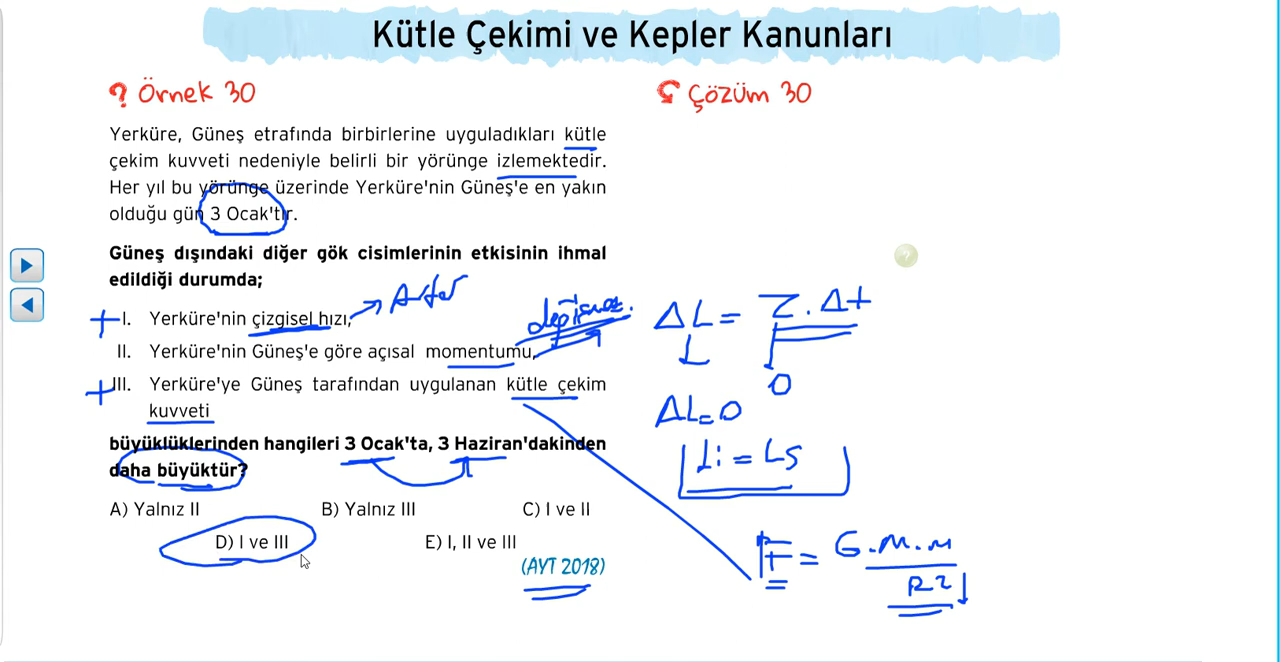 Kütle Çekimi ve Kepler Kanunları
? Örnek 30
Yerküre, Güneş etrafında birbirlerine uyguladıkları kütle
çekim kuvveti nedeniyle belirli bir yörünge izlemektedir.
Her yıl bu yörünge üzerinde Yerküre'nin Güneş'e en yakın
olduğu gün 3 Ocak'tır.
Güneş dışındaki diğer gök cisimlerinin etkisinin ihmal
edildiği durumda;
+ I. Yerküre'nin çizgisel hızı, → Artar
II. Yerküre'nin Güneş'e göre açısal momentumu, değişmez.
+ III. Yerküre'ye Güneş tarafından uygulanan kütle çekim
kuvveti
büyüklüklerinden hangileri 3 Ocak'ta, 3 Haziran'dakinden
daha büyüktür?
A) Yalnız II B) Yalnız III C) I ve II
D) I ve III E) I, II ve III
(AYT 2018)
Çözüm 30
?
ΔL = Στ.Δt
L
0
ΔL=0
Li = Ls
F = G.M.m
R2↓